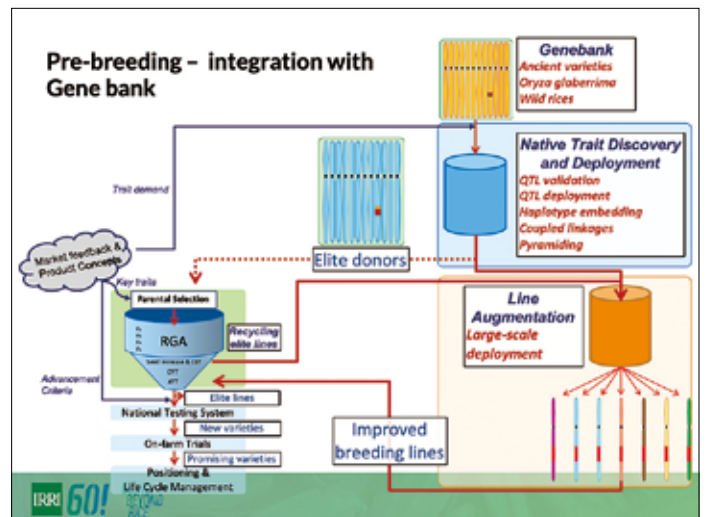 Pre-breeding – integration with
Gene bank
Genebank
Ancient varieties
Oryza glaberrima
Wild rices
Native Trait Discovery
and Deployment
QTL validation
QTL deployment
Haplotype embedding
Coupled linkages
Pyramiding
Trait demand
Market feedback &
Product Concepts
Elite donors
Key traits
Parental Selection
RGA
Recycling
elite lines
Line
Augmentation
Large-scale
deployment
Advancement
Criteria
Elite lines
National Testing System
New varieties
On-farm Trials
Promising varieties
Positioning &
Life Cycle Management
Improved
breeding lines
IRRI 60!
BEYOND